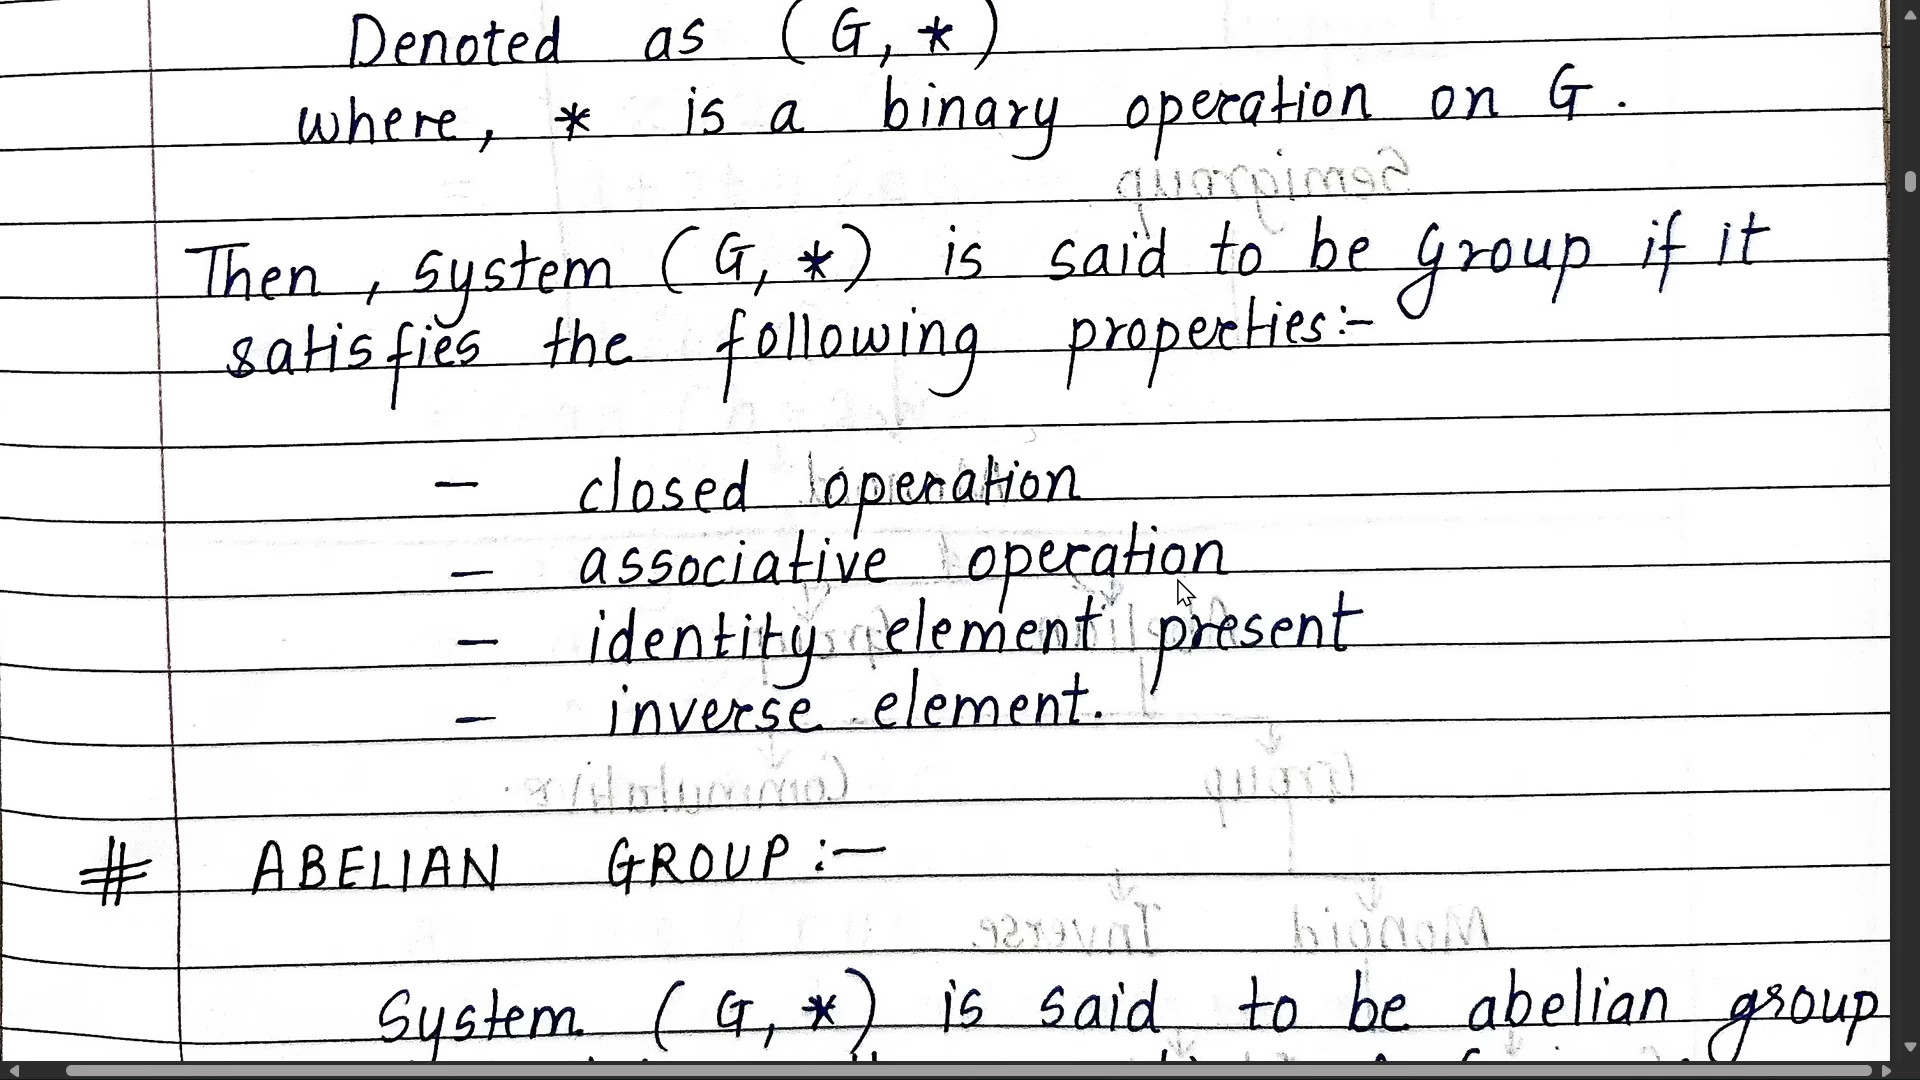 Denoted as (G, *)
where, * is a binary operation on G.
Then, system (G, *) is said to be group if it
satisfies the following properties:-
- closed operation
- associative operation
- identity element present
- inverse element.
# ABELIAN GROUP:-
System (G, *) is said to be abelian group